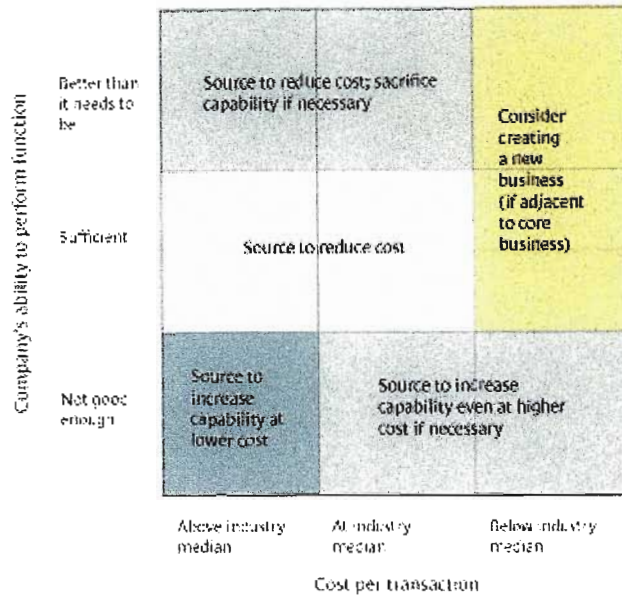 Company's ability to perform function
Better than
it needs to
be
Source to reduce cost; sacrifice
capability if necessary
Consider
creating
a new
business
(if adjacent
to core
business)
Sufficient
Source to reduce cost
Not good
enough
Source to
increase
capability at
lower cost
Source to increase
capability even at higher
cost if necessary
Above industry
median
At industry
median
Below industry
median
Cost per transaction